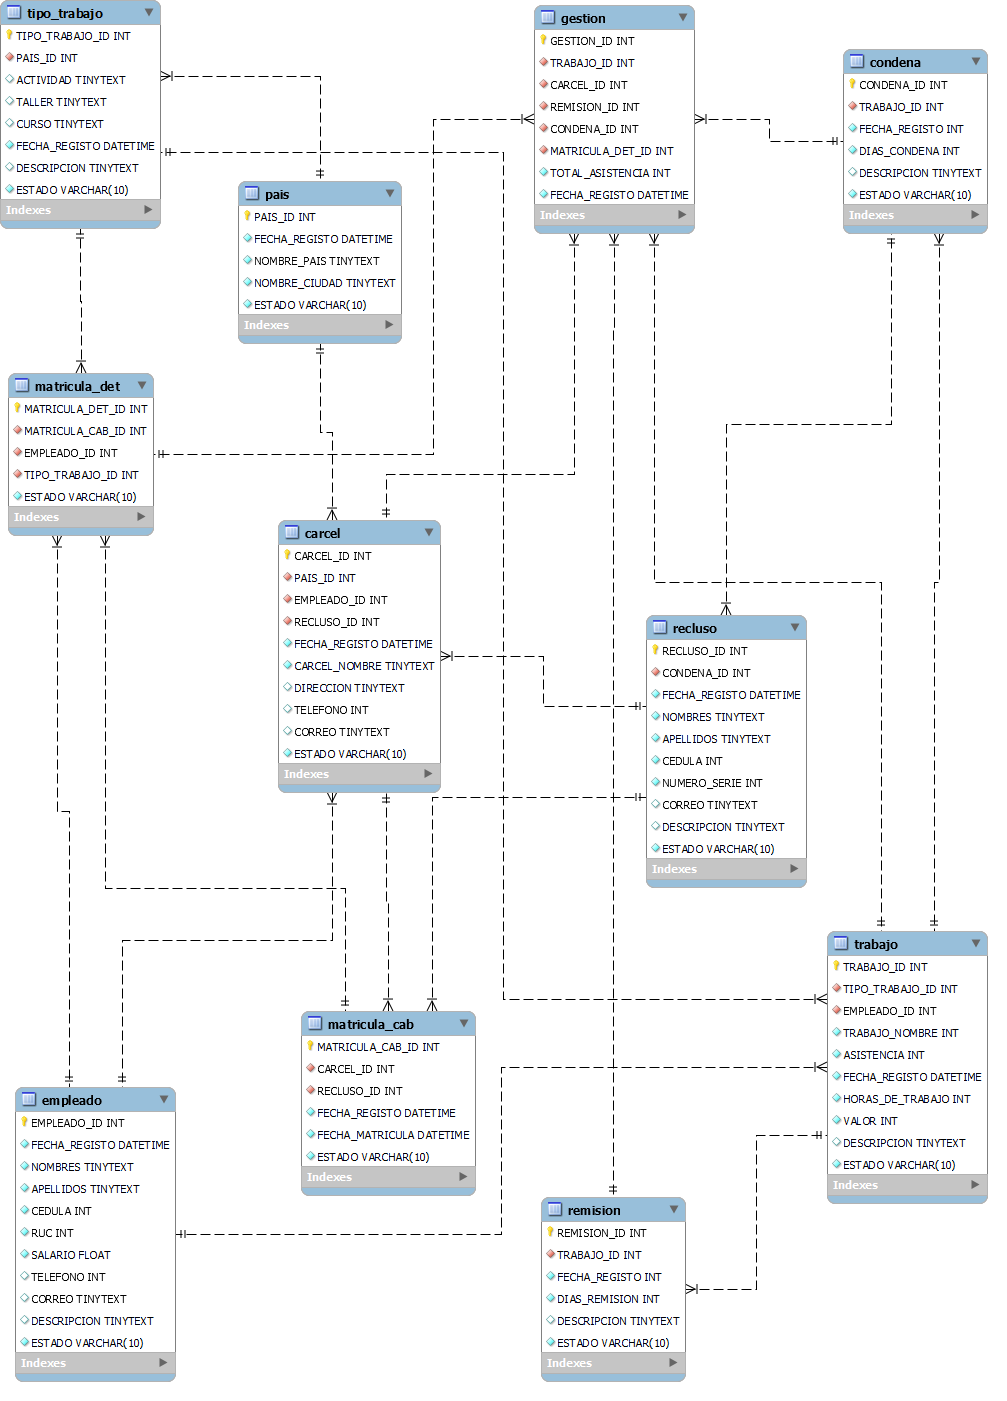 tipo_trabajo
TIPO_TRABAJO_ID INT
PAIS_ID INT
ACTIVIDAD TINYTEXT
TALLER TINYTEXT
CURSO TINYTEXT
FECHA_REGISTO DATETIME
DESCRIPCION TINYTEXT
ESTADO VARCHAR(10)
Indexes
gestion
GESTION_ID INT
TRABAJO_ID INT
CARCEL_ID INT
REMISION_ID INT
CONDENA_ID INT
MATRICULA_DET_ID INT
TOTAL_ASISTENCIA INT
FECHA_REGISTO DATETIME
Indexes
condena
CONDENA_ID INT
TRABAJO_ID INT
FECHA_REGISTO INT
DIAS_CONDENA INT
DESCRIPCION TINYTEXT
ESTADO VARCHAR(10)
Indexes
pais
PAIS_ID INT
FECHA_REGISTO DATETIME
NOMBRE_PAIS TINYTEXT
NOMBRE_CIUDAD TINYTEXT
ESTADO VARCHAR(10)
Indexes
matricula_det
MATRICULA_DET_ID INT
MATRICULA_CAB_ID INT
EMPLEADO_ID INT
TIPO_TRABAJO_ID INT
ESTADO VARCHAR(10)
Indexes
carcel
CARCEL_ID INT
PAIS_ID INT
EMPLEADO_ID INT
RECLUSO_ID INT
FECHA_REGISTO DATETIME
CARCEL_NOMBRE TINYTEXT
DIRECCION TINYTEXT
TELEFONO INT
CORREO TINYTEXT
ESTADO VARCHAR(10)
Indexes
recluso
RECLUSO_ID INT
CONDENA_ID INT
FECHA_REGISTO DATETIME
NOMBRES TINYTEXT
APELLIDOS TINYTEXT
CEDULA INT
NUMERO_SERIE INT
CORREO TINYTEXT
DESCRIPCION TINYTEXT
ESTADO VARCHAR(10)
Indexes
trabajo
TRABAJO_ID INT
TIPO_TRABAJO_ID INT
EMPLEADO_ID INT
TRABAJO_NOMBRE INT
ASISTENCIA INT
FECHA_REGISTO DATETIME
HORAS_DE_TRABAJO INT
VALOR INT
DESCRIPCION TINYTEXT
ESTADO VARCHAR(10)
Indexes
matricula_cab
MATRICULA_CAB_ID INT
CARCEL_ID INT
RECLUSO_ID INT
FECHA_REGISTO DATETIME
FECHA_MATRICULA DATETIME
ESTADO VARCHAR(10)
Indexes
empleado
EMPLEADO_ID INT
FECHA_REGISTO DATETIME
NOMBRES TINYTEXT
APELLIDOS TINYTEXT
CEDULA INT
RUC INT
SALARIO FLOAT
TELEFONO INT
CORREO TINYTEXT
DESCRIPCION TINYTEXT
ESTADO VARCHAR(10)
Indexes
remision
REMISION_ID INT
TRABAJO_ID INT
FECHA_REGISTO INT
DIAS_REMISION INT
DESCRIPCION TINYTEXT
ESTADO VARCHAR(10)
Indexes